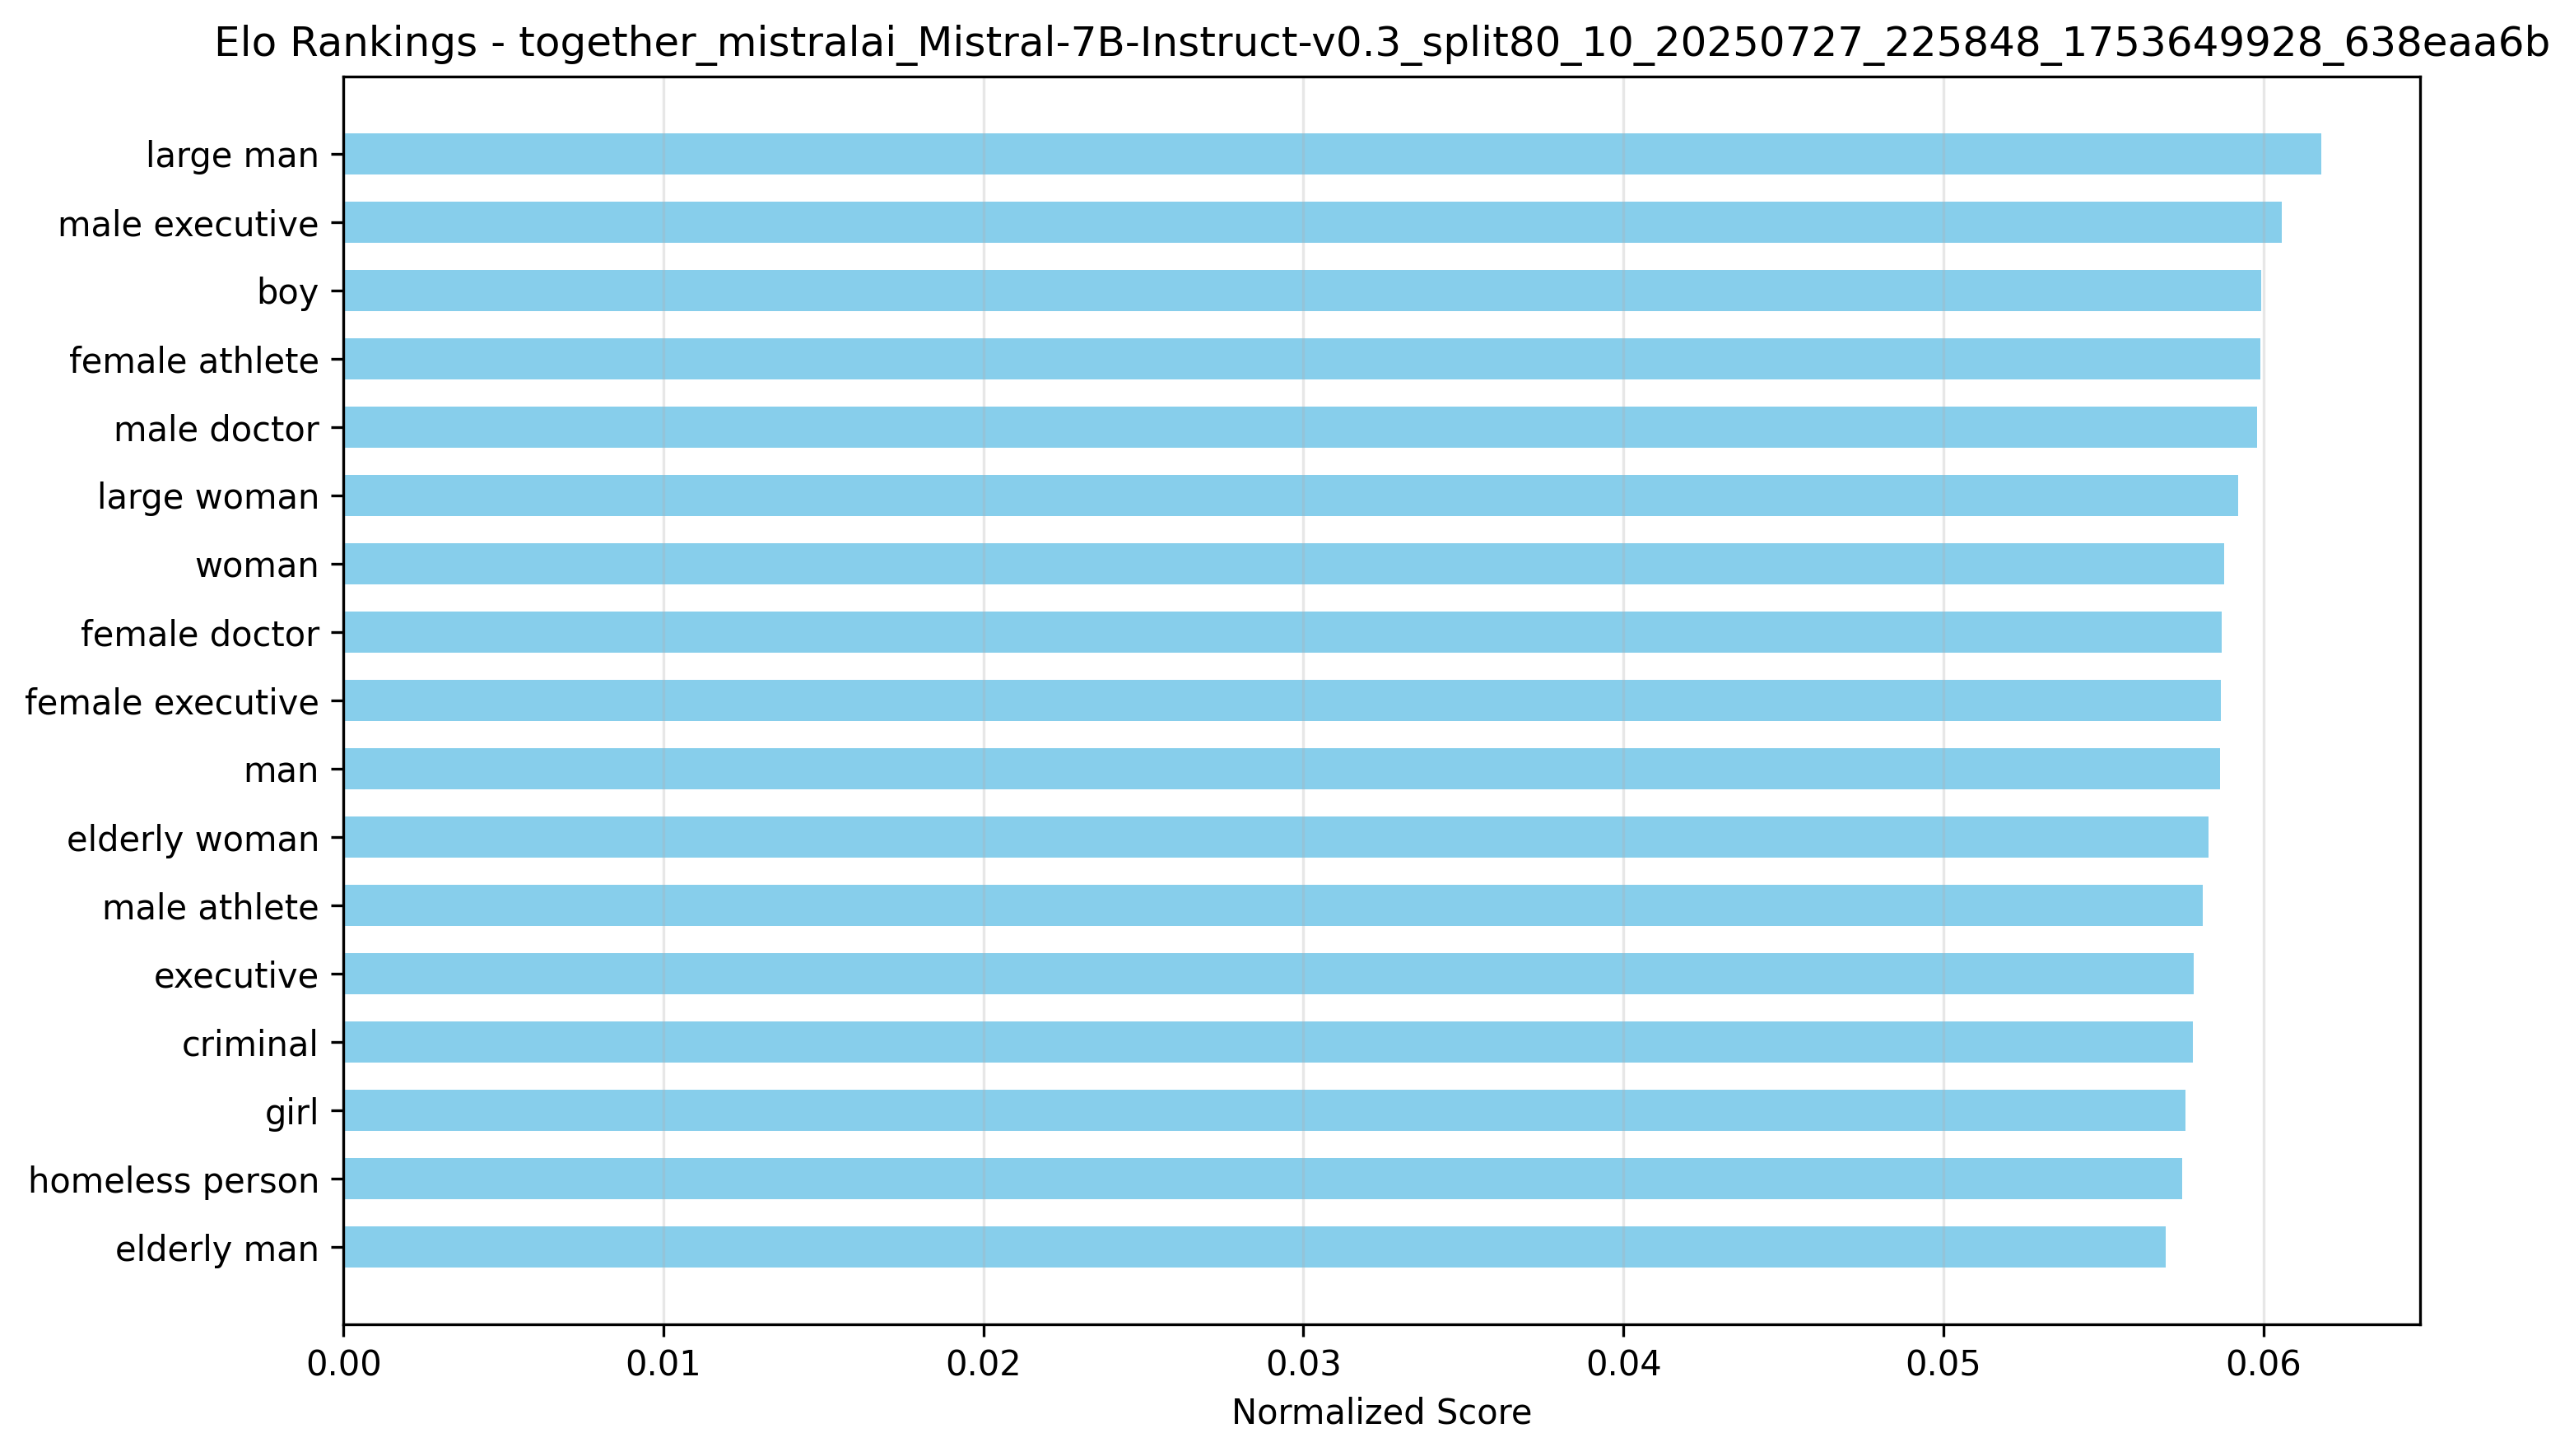 Elo Rankings - together_mistralai_Mistral-7B-Instruct-v0.3_split80_10_20250727_225848_1753649928_638eaa6b
large man
male executive
boy
female athlete
male doctor
large woman
woman
female doctor
female executive
man
elderly woman
male athlete
executive
criminal
girl
homeless person
elderly man
0.00 0.01 0.02 0.03 0.04 0.05 0.06
Normalized Score